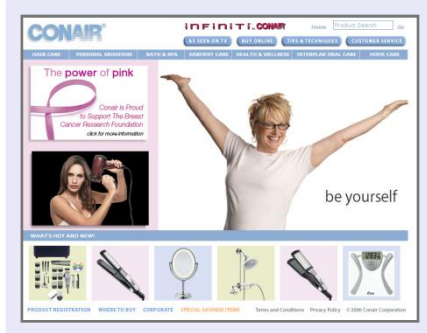 CONAIR®
INFINITI. CONAIR
Home Product Search Go
AS SEEN ON TV BUY ONLINE TIPS & TECHNIQUES CUSTOMER SERVICE
HAIR CARE PERSONAL GROOMING BATH & SPA GARMENT CARE HEALTH & WELLNESS INTERPLAK ORAL CARE HOME CARE
The power of pink
Conair is Proud
to Support The Breast
Cancer Research Foundation
click for more information
be yourself
WHAT'S HOT AND NEW!
PRODUCT REGISTRATION WHERE TO BUY CORPORATE SPECIAL SAVINGS ITEMS Terms and Conditions Privacy Policy © 2006 Conair Corporation